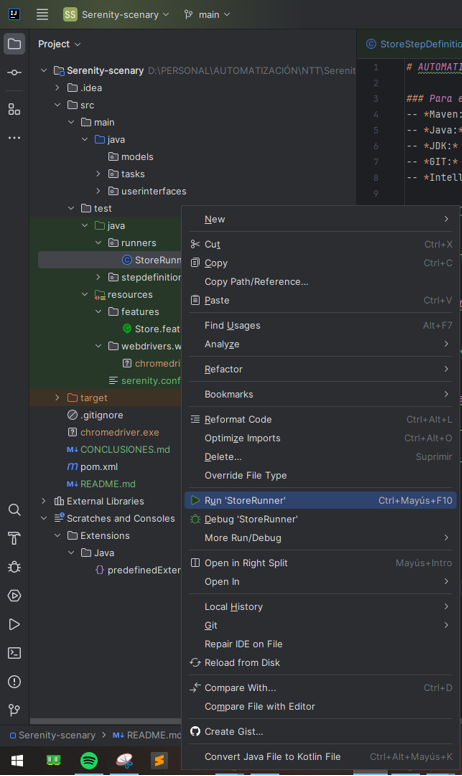 SS Serenity-scenary main
Project
Serenity-scenary D:\PERSONAL\AUTOMATIZACIÓN\NTT\Serenit
.idea
src
main
java
models
tasks
userinterfaces
test
java
runners
StoreRunn
stepdefinition
resources
features
Store.feat
webdrivers.w
chromedri
serenity.conf
target
.gitignore
chromedriver.exe
M↓ CONCLUSIONES.md
m pom.xml
M↓ README.md
External Libraries
Scratches and Consoles
Extensions
Java
{} predefinedExter
StoreStepDefinitio
1 # AUTOMATI
2
3 ### Para e
4 -- *Maven:
5 -- *Java:*
6 -- *JDK:*
7 -- *GIT:*
8 -- *Intell
9
New
Cut Ctrl+X
Copy Ctrl+C
Copy Path/Reference...
Paste Ctrl+V
Find Usages Alt+F7
Analyze
Refactor
Bookmarks
Reformat Code Ctrl+Alt+L
Optimize Imports Ctrl+Alt+O
Delete... Suprimir
Override File Type
Run 'StoreRunner' Ctrl+Mayús+F10
Debug 'StoreRunner'
More Run/Debug
Open in Right Split Mayús+Intro
Open In
Local History
Git
Repair IDE on File
Reload from Disk
Compare With... Ctrl+D
Compare File with Editor
Create Gist...
Convert Java File to Kotlin File Ctrl+Alt+Mayús+K
Serenity-scenary M↓ README.md